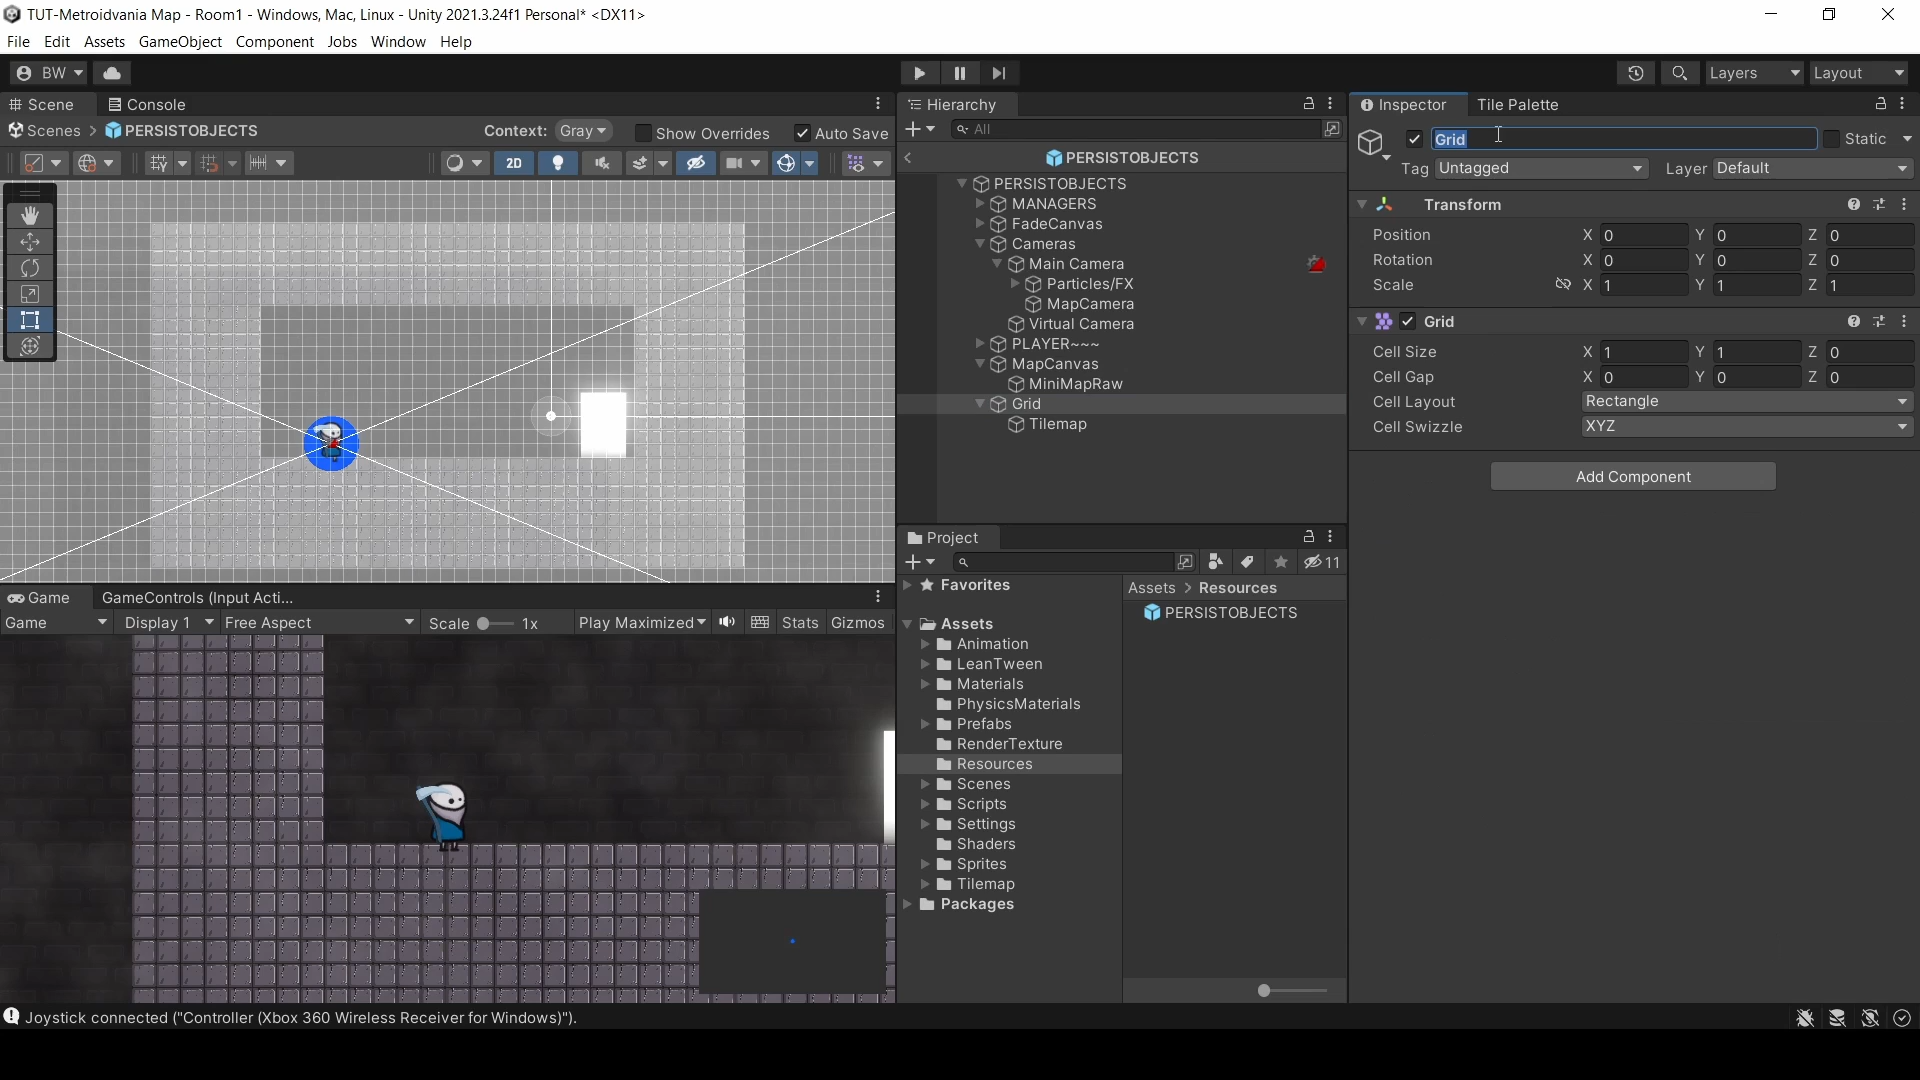 TUT-Metroidvania Map - Room1 - Windows, Mac, Linux - Unity 2021.3.24f1 Personal* <DX11>
File Edit Assets GameObject Component Jobs Window Help
BW
Layers
Layout
Scene
Console
Scenes
PERSISTOBJECTS
Context: Gray
Show Overrides
Auto Save
2D
Hierarchy
All
PERSISTOBJECTS
PERSISTOBJECTS
MANAGERS
FadeCanvas
Cameras
Main Camera
Particles/FX
MapCamera
Virtual Camera
PLAYER~~~
MapCanvas
MiniMapRaw
Grid
Tilemap
Inspector
Tile Palette
Grid
Static
Tag Untagged
Layer Default
Transform
Position X 0 Y 0 Z 0
Rotation X 0 Y 0 Z 0
Scale X 1 Y 1 Z 1
Grid
Cell Size X 1 Y 1 Z 0
Cell Gap X 0 Y 0 Z 0
Cell Layout Rectangle
Cell Swizzle XYZ
Add Component
Project
11
Favorites
Assets
Animation
LeanTween
Materials
PhysicsMaterials
Prefabs
RenderTexture
Resources
Scenes
Scripts
Settings
Shaders
Sprites
Tilemap
Packages
Assets > Resources
PERSISTOBJECTS
Game
GameControls (Input Acti...
Game
Display 1
Free Aspect
Scale 1x
Play Maximized
Stats
Gizmos
Joystick connected ("Controller (Xbox 360 Wireless Receiver for Windows)").